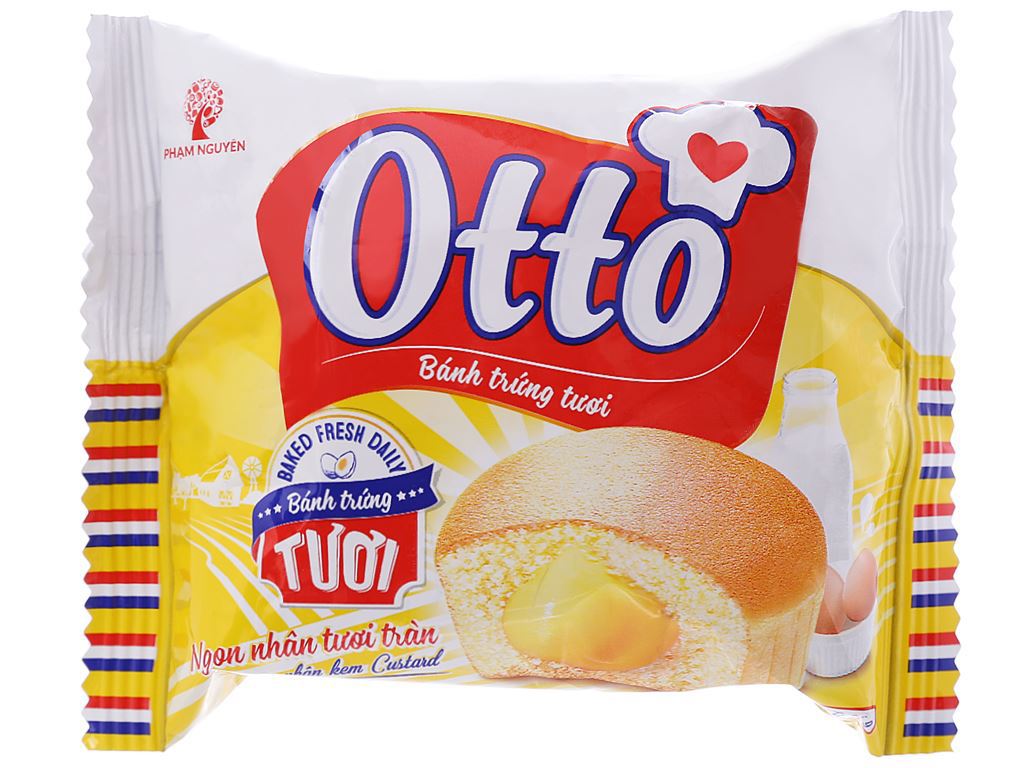 PHẠM NGUYÊN
Otto
Bánh trứng tươi
BAKED FRESH DAILY
Bánh trứng
TƯƠI
Ngon nhân tươi tràn
nhân kem Custard